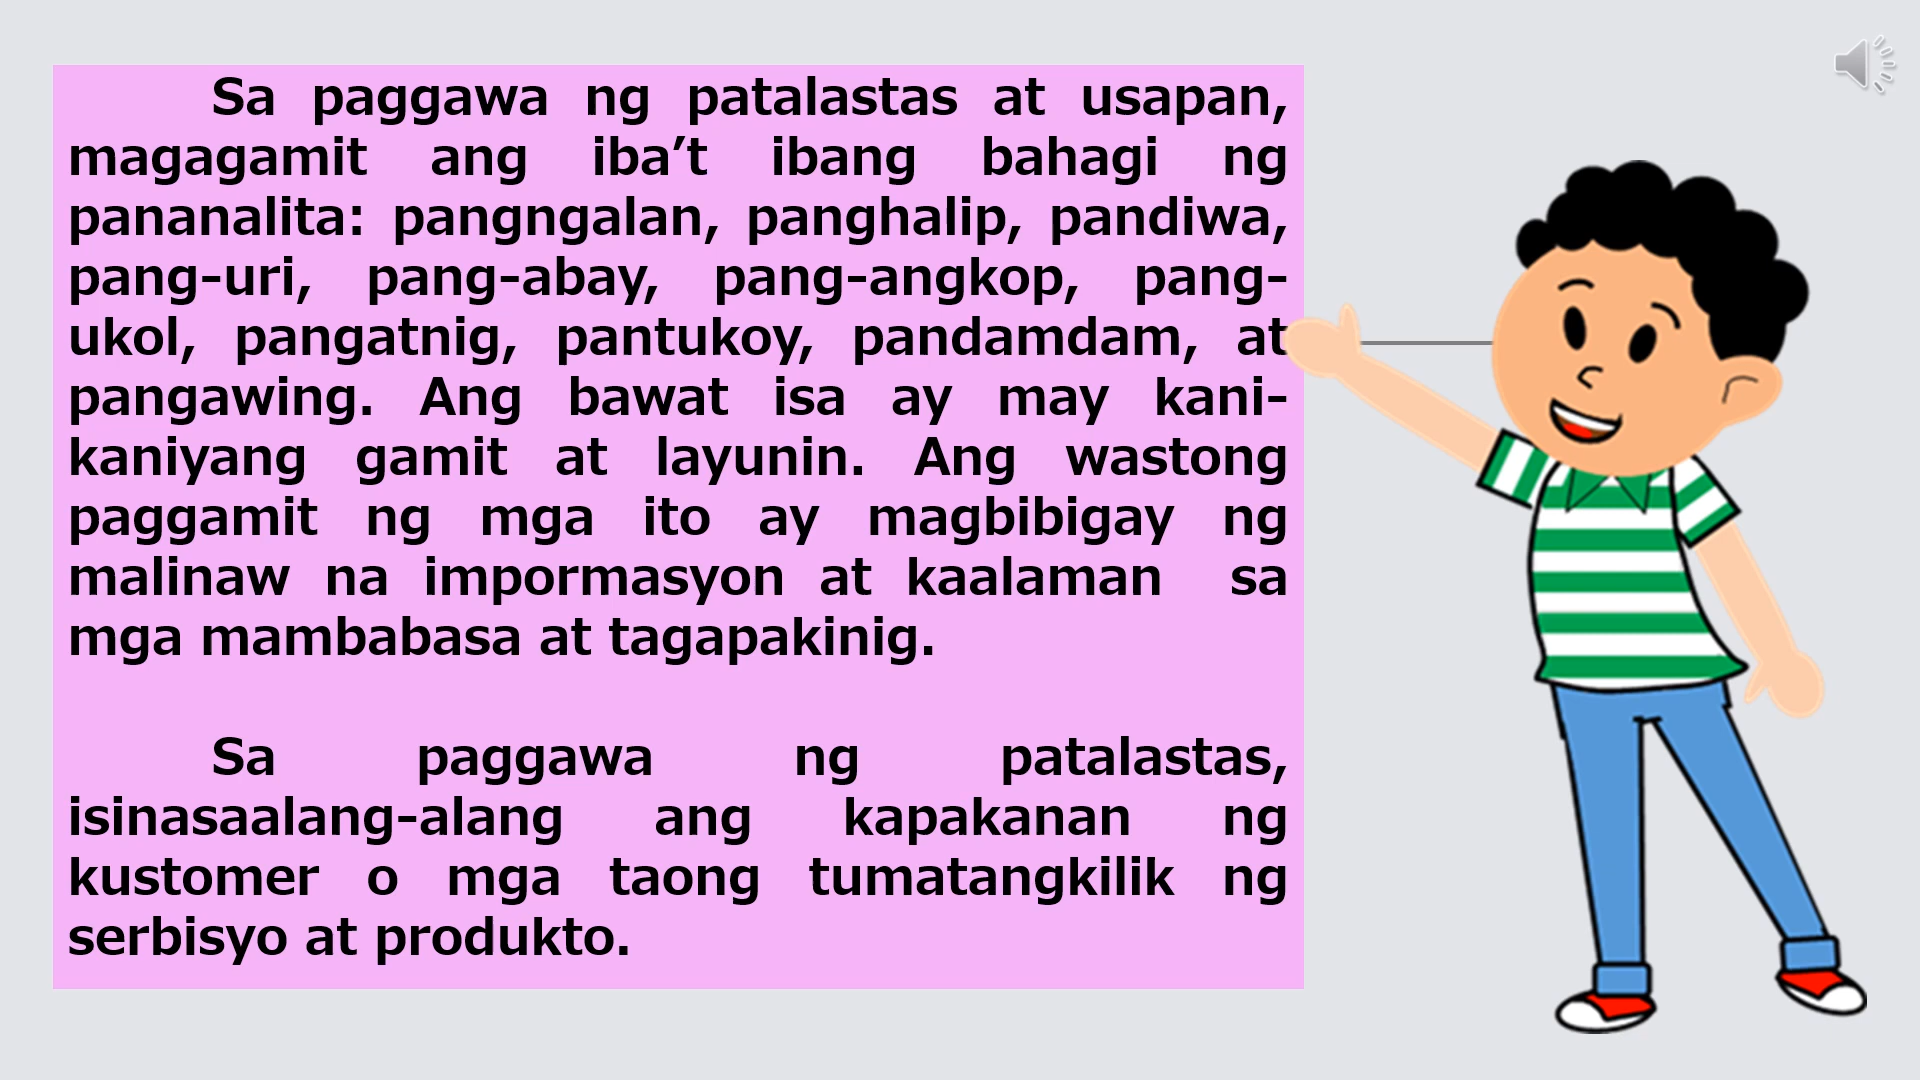 Sa paggawa ng patalastas at usapan,
magagamit ang iba’t ibang bahagi ng
pananalita: pangngalan, panghalip, pandiwa,
pang-uri, pang-abay, pang-angkop, pang-
ukol, pangatnig, pantukoy, pandamdam, at
pangawing. Ang bawat isa ay may kani-
kaniyang gamit at layunin. Ang wastong
paggamit ng mga ito ay magbibigay ng
malinaw na impormasyon at kaalaman sa
mga mambabasa at tagapakinig.
Sa paggawa ng patalastas,
isinasaalang-alang ang kapakanan ng
kustomer o mga taong tumatangkilik ng
serbisyo at produkto.